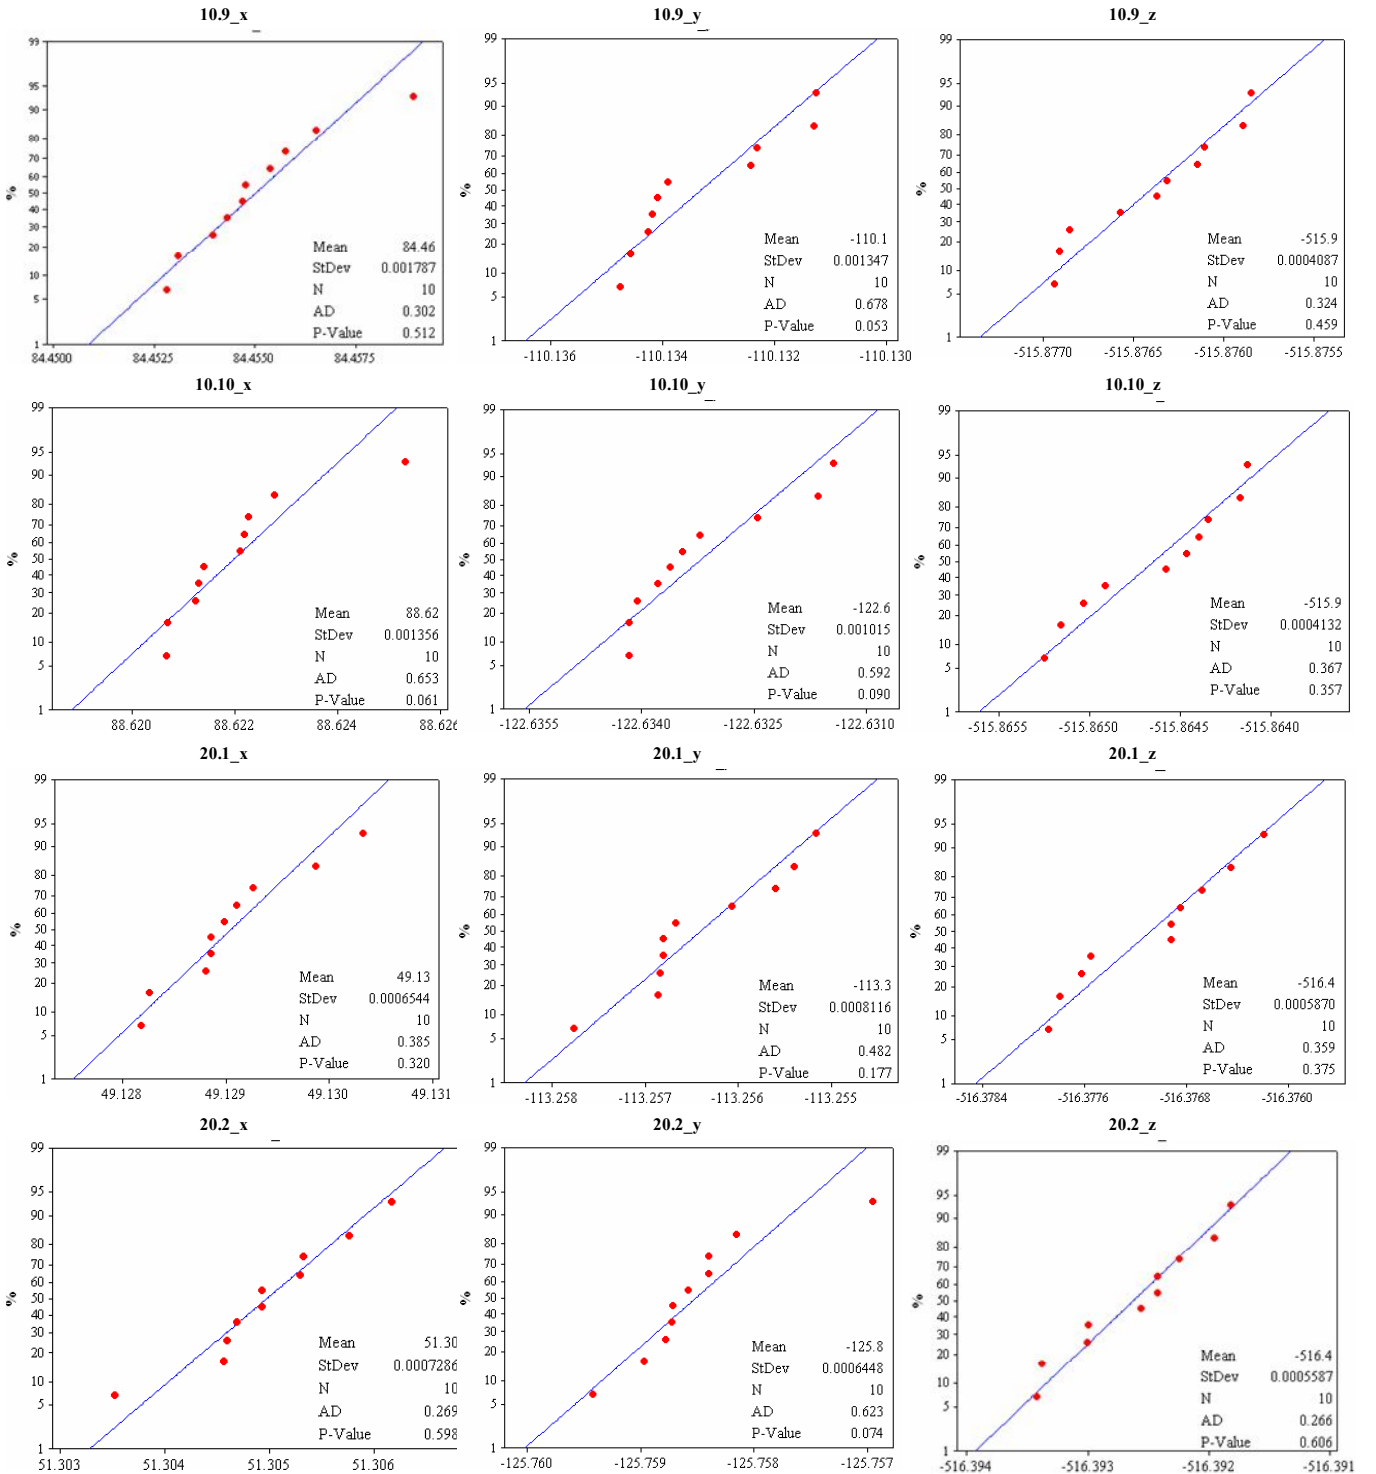 10.9_x
99
95
90
80
70
60
50
40
30
20
10
5
1
%
Mean 84.46
StDev 0.001787
N 10
AD 0.302
P-Value 0.512
84.4500 84.4525 84.4550 84.4575
10.9_y
99
95
90
80
70
60
50
40
30
20
10
5
1
%
Mean -110.1
StDev 0.001347
N 10
AD 0.678
P-Value 0.053
-110.136 -110.134 -110.132 -110.130
10.9_z
99
95
90
80
70
60
50
40
30
20
10
5
1
%
Mean -515.9
StDev 0.0004087
N 10
AD 0.324
P-Value 0.459
-515.8770 -515.8765 -515.8760 -515.8755
10.10_x
99
95
90
80
70
60
50
40
30
20
10
5
1
%
Mean 88.62
StDev 0.001356
N 10
AD 0.653
P-Value 0.061
88.620 88.622 88.624 88.626
10.10_y
99
95
90
80
70
60
50
40
30
20
10
5
1
%
Mean -122.6
StDev 0.001015
N 10
AD 0.592
P-Value 0.090
-122.6355 -122.6340 -122.6325 -122.6310
10.10_z
99
95
90
80
70
60
50
40
30
20
10
5
1
%
Mean -515.9
StDev 0.0004132
N 10
AD 0.367
P-Value 0.357
-515.8655 -515.8650 -515.8645 -515.8640
20.1_x
99
95
90
80
70
60
50
40
30
20
10
5
1
%
Mean 49.13
StDev 0.0006544
N 10
AD 0.385
P-Value 0.320
49.128 49.129 49.130 49.131
20.1_y
99
95
90
80
70
60
50
40
30
20
10
5
1
%
Mean -113.3
StDev 0.0008116
N 10
AD 0.482
P-Value 0.177
-113.258 -113.257 -113.256 -113.255
20.1_z
99
95
90
80
70
60
50
40
30
20
10
5
1
%
Mean -516.4
StDev 0.0005870
N 10
AD 0.359
P-Value 0.375
-516.3784 -516.3776 -516.3768 -516.3760
20.2_x
99
95
90
80
70
60
50
40
30
20
10
5
1
%
Mean 51.30
StDev 0.0007286
N 10
AD 0.269
P-Value 0.598
51.303 51.304 51.305 51.306
20.2_y
99
95
90
80
70
60
50
40
30
20
10
5
1
%
Mean -125.8
StDev 0.0006448
N 10
AD 0.623
P-Value 0.074
-125.760 -125.759 -125.758 -125.757
20.2_z
99
95
90
80
70
60
50
40
30
20
10
5
1
%
Mean -516.4
StDev 0.0005587
N 10
AD 0.266
P-Value 0.606
-516.394 -516.393 -516.392 -516.391